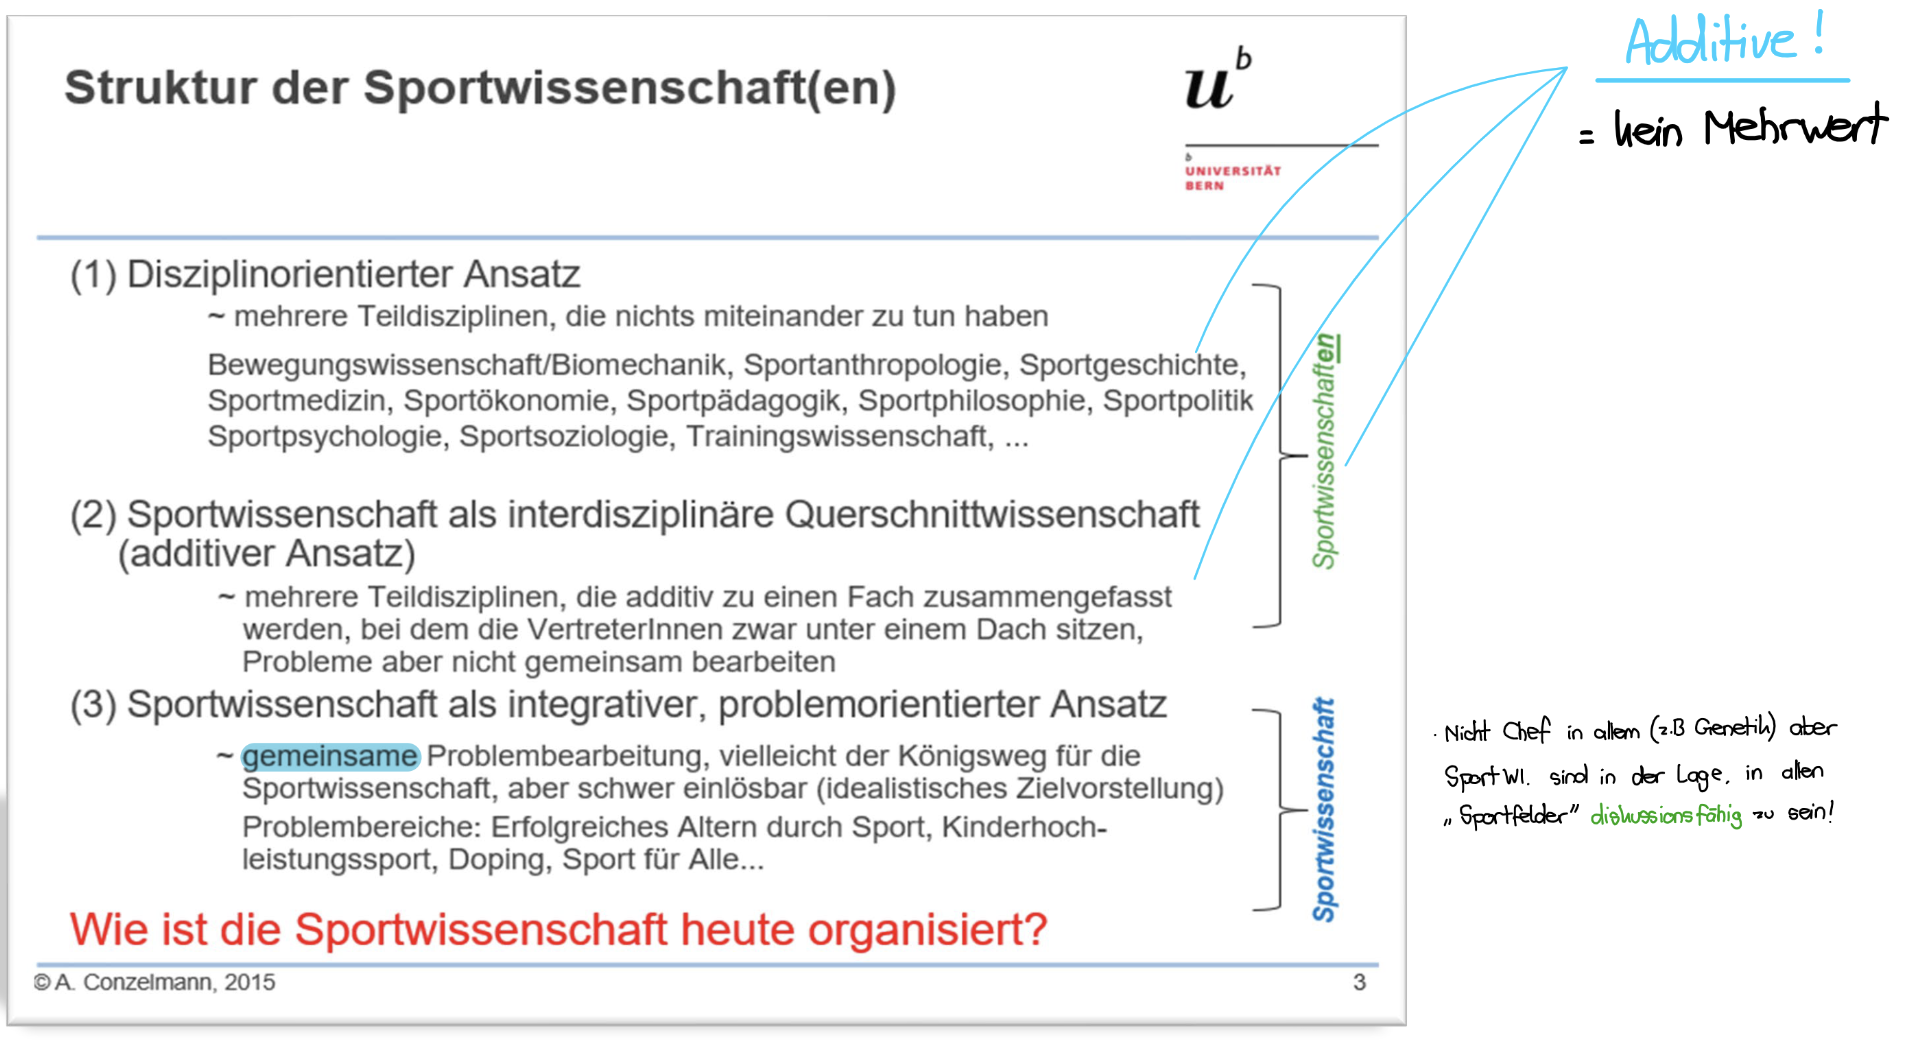 Struktur der Sportwissenschaft(en)
u b
b
UNIVERSITÄT
BERN
Additive!
= kein Mehrwert
(1) Disziplinorientierter Ansatz
~ mehrere Teildisziplinen, die nichts miteinander zu tun haben
Bewegungswissenschaft/Biomechanik, Sportanthropologie, Sportgeschichte,
Sportmedizin, Sportökonomie, Sportpädagogik, Sportphilosophie, Sportpolitik
Sportpsychologie, Sportsoziologie, Trainingswissenschaft, ...
(2) Sportwissenschaft als interdisziplinäre Querschnittwissenschaft
(additiver Ansatz)
~ mehrere Teildisziplinen, die additiv zu einen Fach zusammengefasst
werden, bei dem die VertreterInnen zwar unter einem Dach sitzen,
Probleme aber nicht gemeinsam bearbeiten
Sportwissenschaften
(3) Sportwissenschaft als integrativer, problemorientierter Ansatz
~ gemeinsame Problembearbeitung, vielleicht der Königsweg für die
Sportwissenschaft, aber schwer einlösbar (idealistisches Zielvorstellung)
Problembereiche: Erfolgreiches Altern durch Sport, Kinderhoch-
leistungssport, Doping, Sport für Alle...
Sportwissenschaft
· Nicht Chef in allem (z.B Genetik) aber
Sport WI. sind in der Lage, in allen
„Sportfelder" diskussionsfähig zu sein!
Wie ist die Sportwissenschaft heute organisiert?
© A. Conzelmann, 2015
3